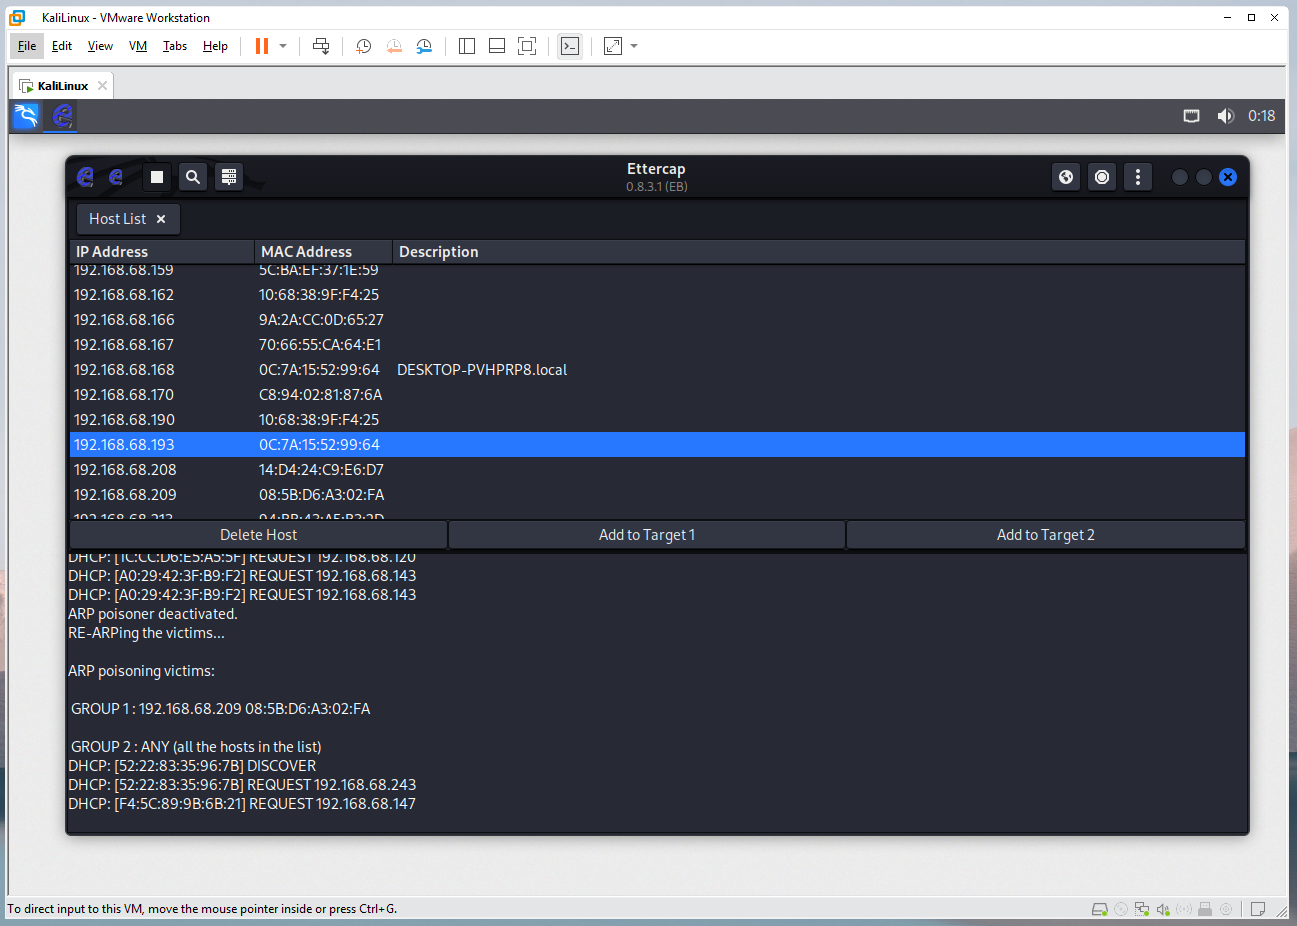 KaliLinux - VMware Workstation
File Edit View VM Tabs Help
KaliLinux
0:18
Ettercap
0.8.3.1 (EB)
Host List
IP Address MAC Address Description
192.168.68.159 5C:BA:EF:37:1E:59
192.168.68.162 10:68:38:9F:F4:25
192.168.68.166 9A:2A:CC:0D:65:27
192.168.68.167 70:66:55:CA:64:E1
192.168.68.168 0C:7A:15:52:99:64 DESKTOP-PVHPRP8.local
192.168.68.170 C8:94:02:81:87:6A
192.168.68.190 10:68:38:9F:F4:25
192.168.68.193 0C:7A:15:52:99:64
192.168.68.208 14:D4:24:C9:E6:D7
192.168.68.209 08:5B:D6:A3:02:FA
Delete Host Add to Target 1 Add to Target 2
DHCP: [1C:CC:D6:E5:A5:5F] REQUEST 192.168.68.120
DHCP: [A0:29:42:3F:B9:F2] REQUEST 192.168.68.143
DHCP: [A0:29:42:3F:B9:F2] REQUEST 192.168.68.143
ARP poisoner deactivated.
RE-ARPing the victims...
ARP poisoning victims:
GROUP 1 : 192.168.68.209 08:5B:D6:A3:02:FA
GROUP 2 : ANY (all the hosts in the list)
DHCP: [52:22:83:35:96:7B] DISCOVER
DHCP: [52:22:83:35:96:7B] REQUEST 192.168.68.243
DHCP: [F4:5C:89:9B:6B:21] REQUEST 192.168.68.147
To direct input to this VM, move the mouse pointer inside or press Ctrl+G.